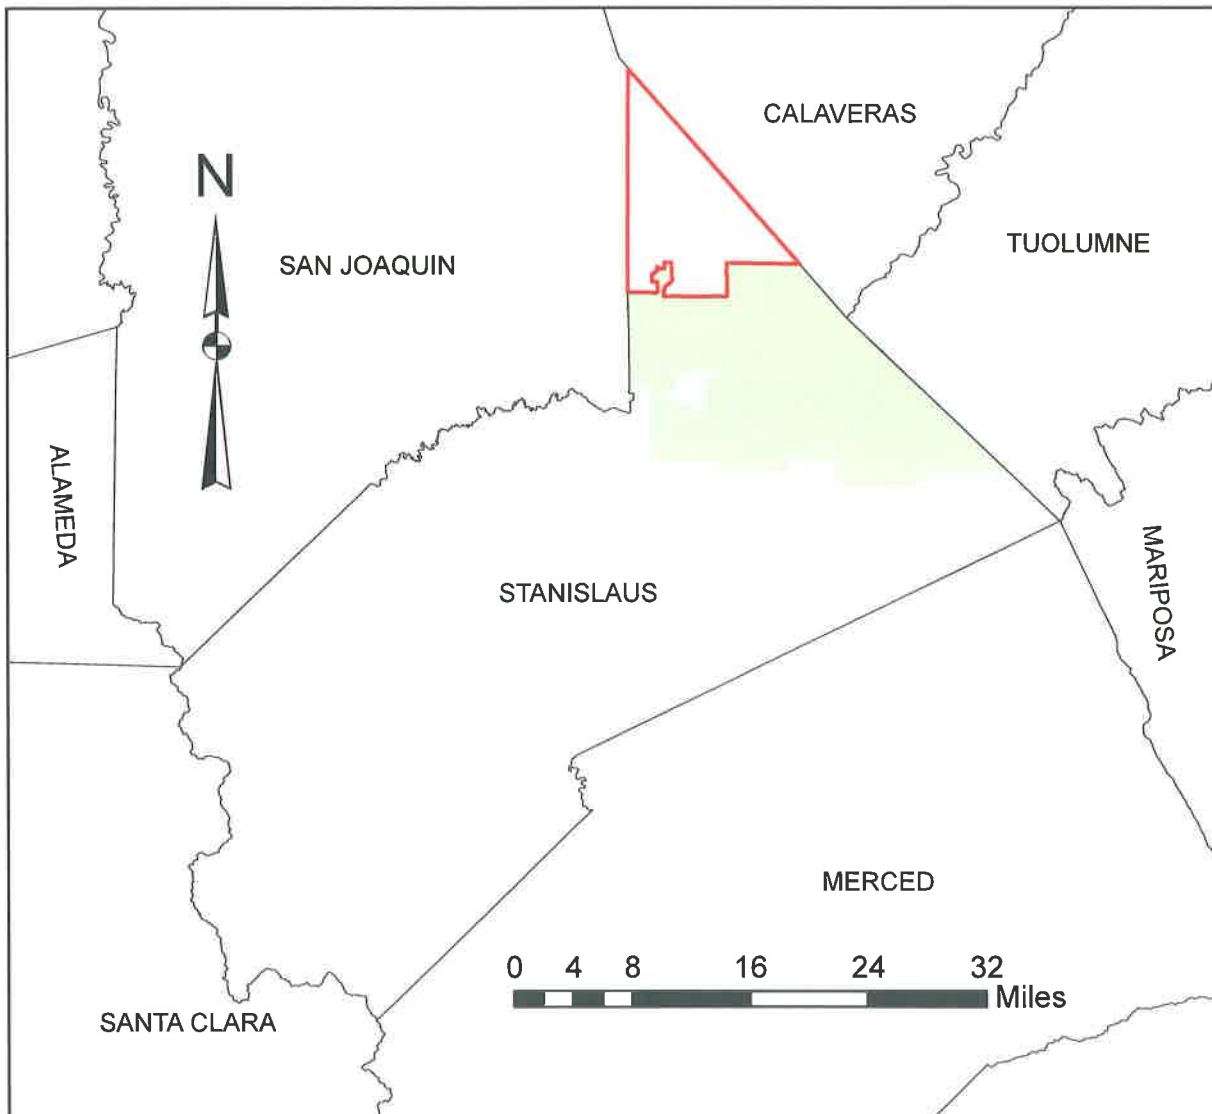 CALAVERAS
N
TUOLUMNE
SAN JOAQUIN
ALAMEDA
STANISLAUS
MARIPOSA
MERCED
0 4 8 16 24 32
Miles
SANTA CLARA